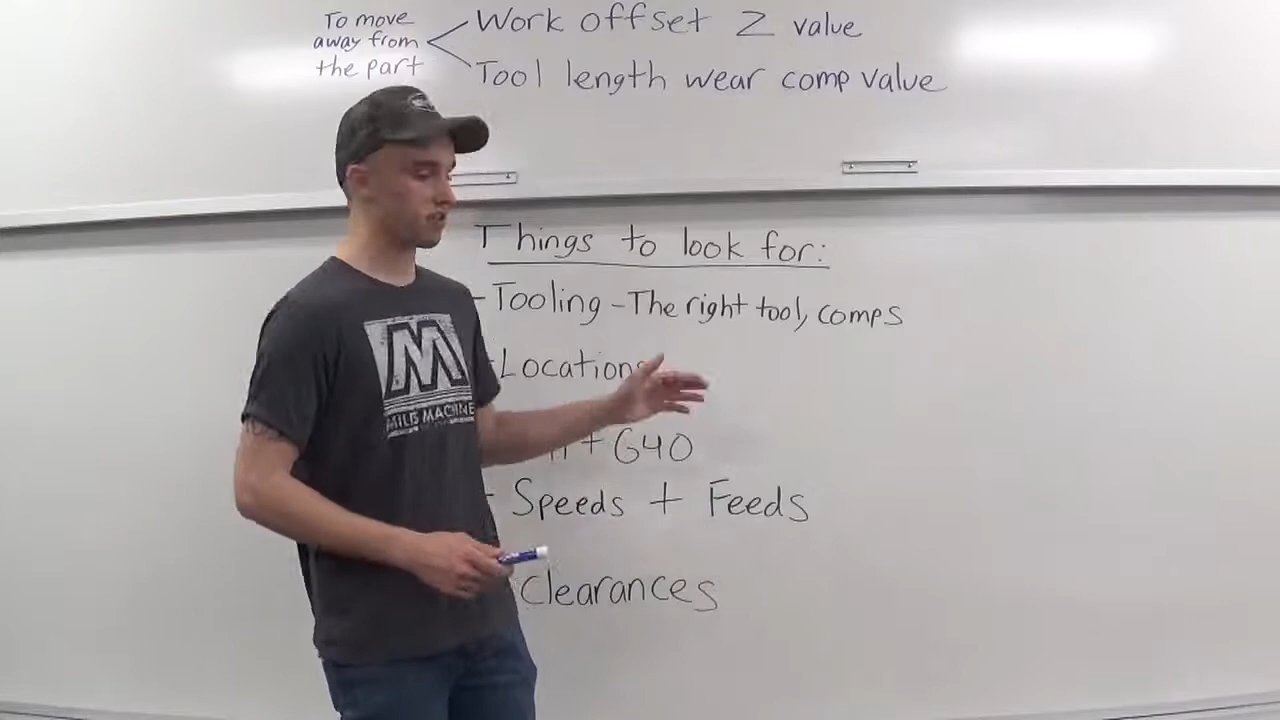 To move
away from
the part
Work offset Z value
Tool length wear comp value
Things to look for:
-Tooling -The right tool, comps
-Locations
+ G40
- Speeds + Feeds
Clearances
M
MILLS MACHINE